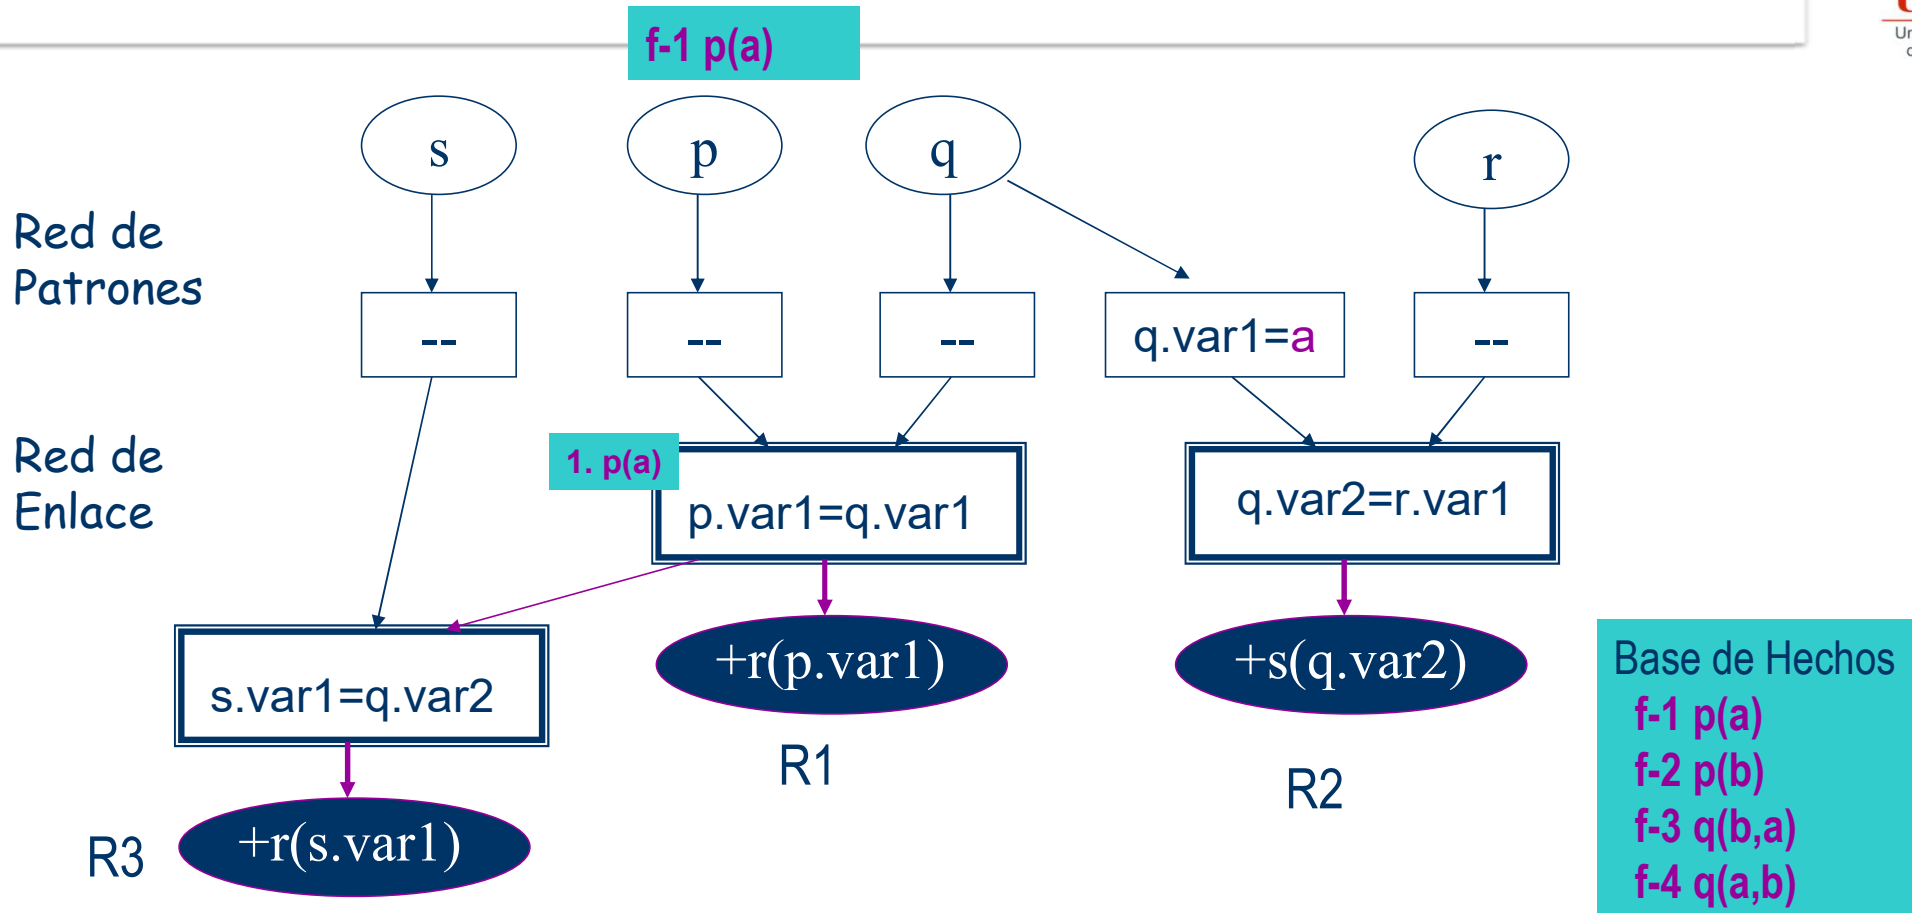 f-1 p(a)
s
p
q
r
Red de
Patrones
--
--
--
q.var1=a
--
Red de
Enlace
1. p(a)
p.var1=q.var1
q.var2=r.var1
s.var1=q.var2
+r(p.var1)
+s(q.var2)
R1
R2
R3
+r(s.var1)
Base de Hechos
f-1 p(a)
f-2 p(b)
f-3 q(b,a)
f-4 q(a,b)